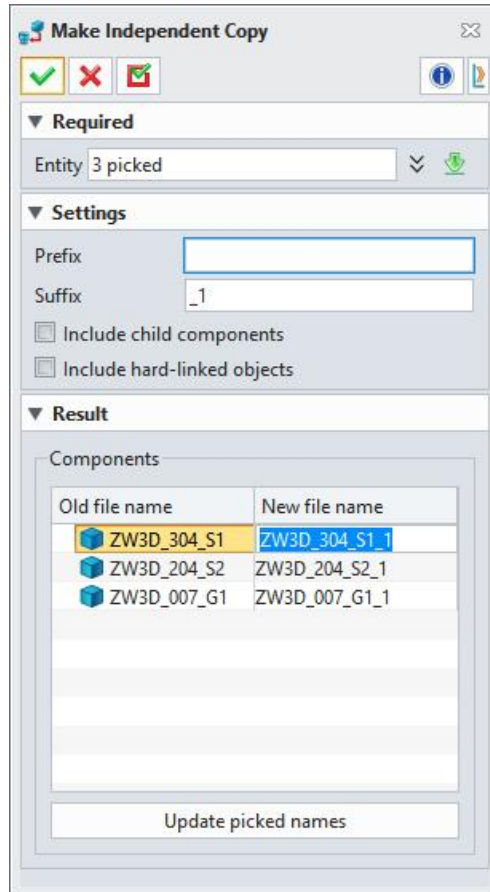 Make Independent Copy
Required
Entity 3 picked
Settings
Prefix
Suffix _1
Include child components
Include hard-linked objects
Result
Components
Old file name New file name
ZW3D_304_S1 ZW3D_304_S1_1
ZW3D_204_S2 ZW3D_204_S2_1
ZW3D_007_G1 ZW3D_007_G1_1
Update picked names